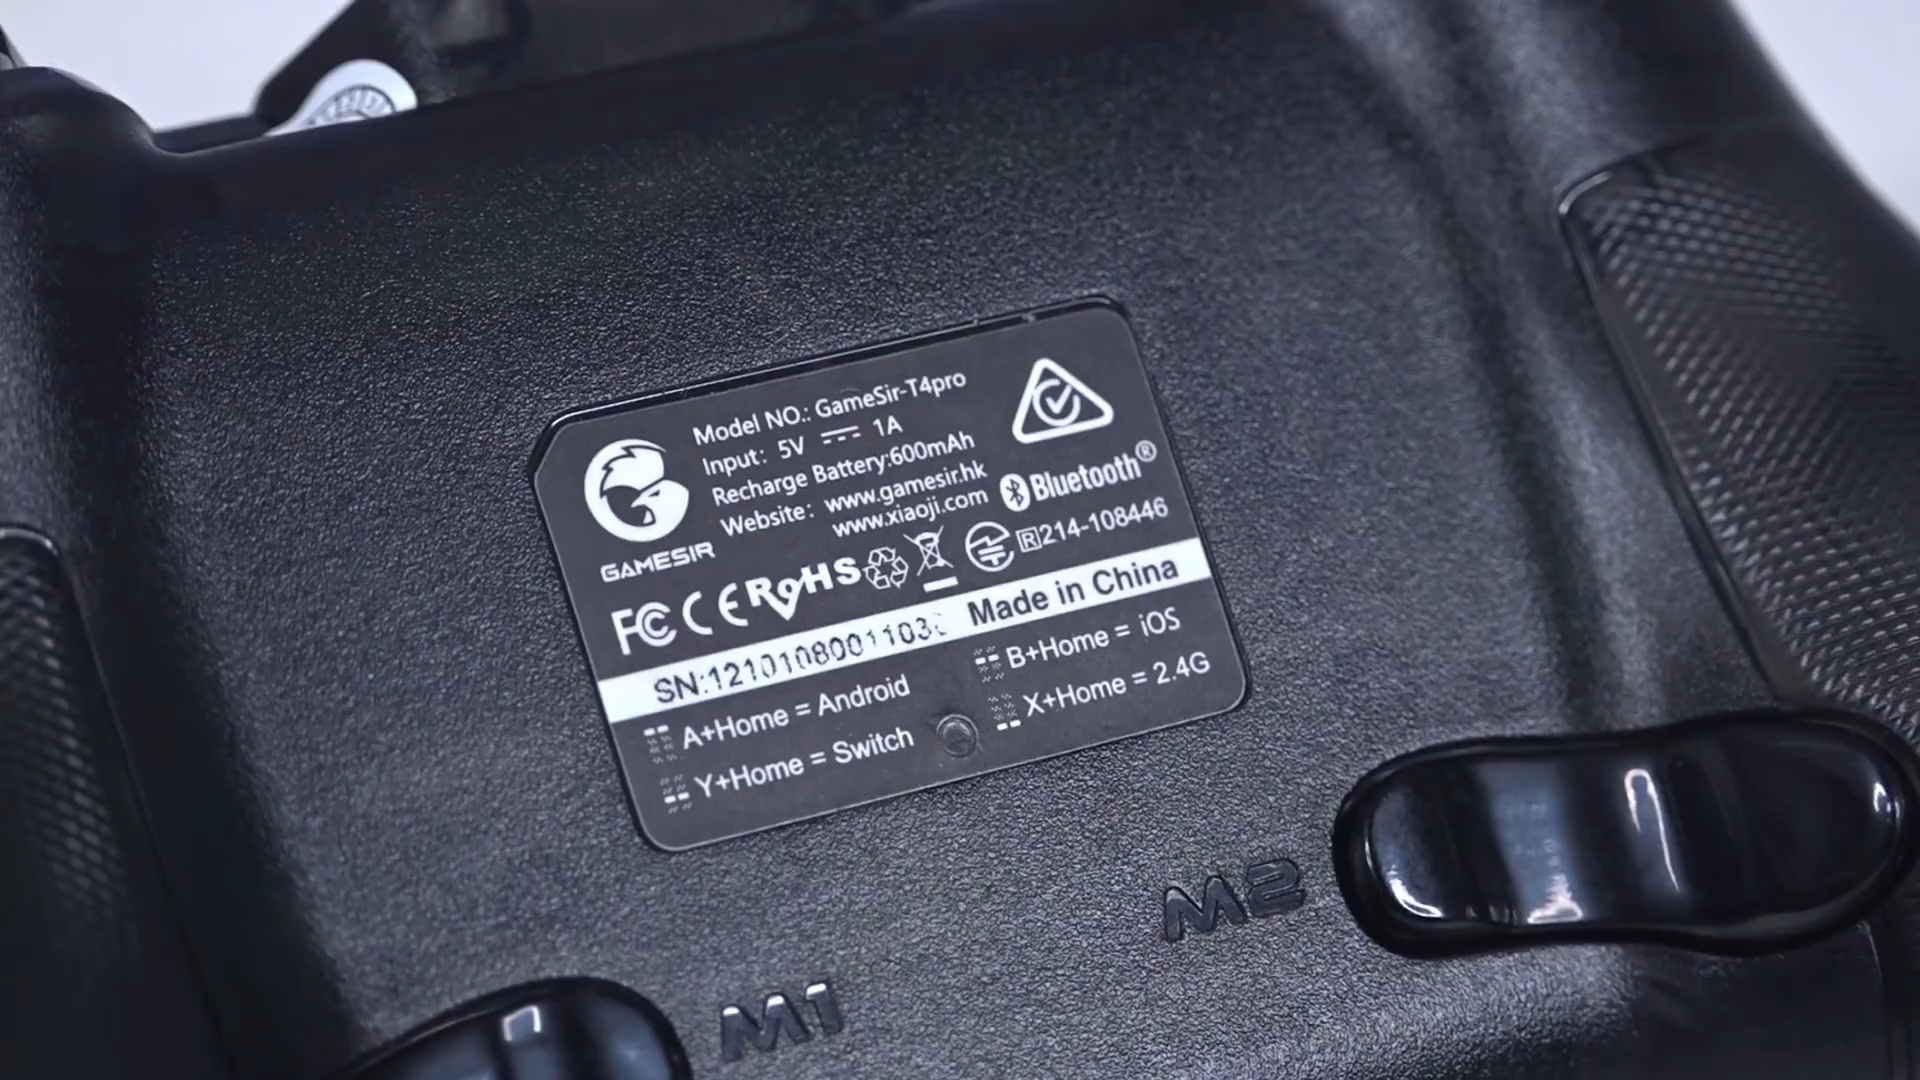 Model NO.: GameSir-T4pro
Input: 5V 1A
Recharge Battery:600mAh
Website: www.gamesir.hk
www.xiaoji.com
GAMESIR
Bluetooth®
R 214-108446
FC CE RoHS
Made in China
A+Home = Android
B+Home = iOS
Y+Home = Switch
X+Home = 2.4G
M1
M2